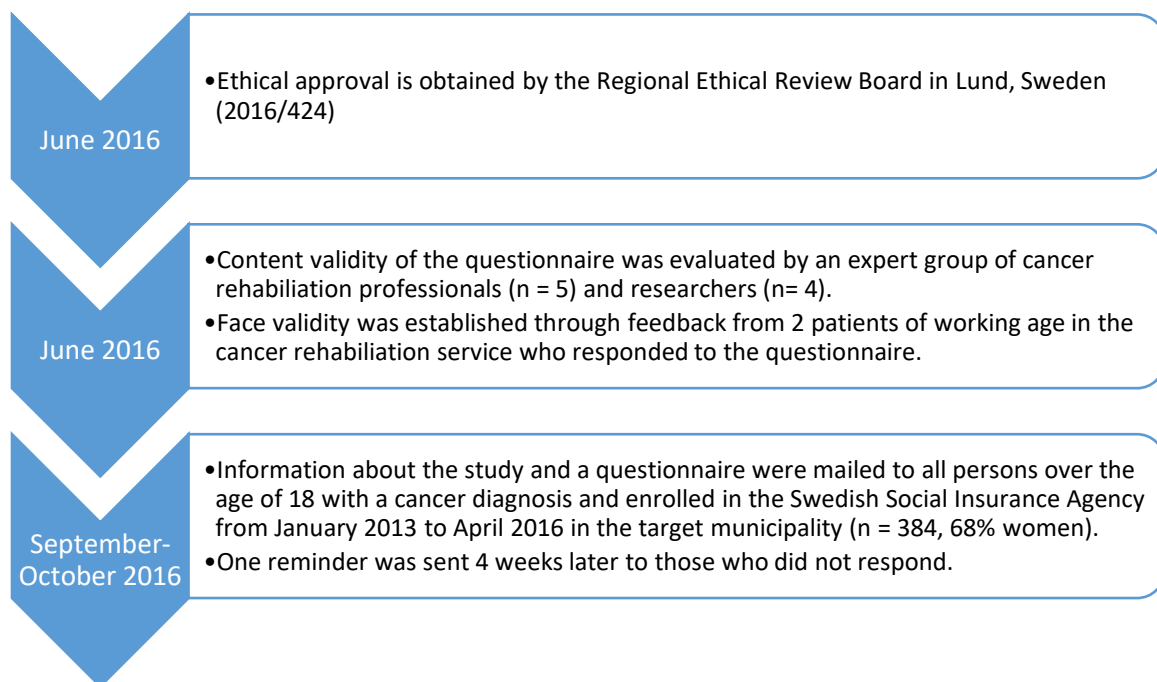 June 2016
•Ethical approval is obtained by the Regional Ethical Review Board in Lund, Sweden
(2016/424)
June 2016
•Content validity of the questionnaire was evaluated by an expert group of cancer
rehabiliation professionals (n = 5) and researchers (n= 4).
•Face validity was established through feedback from 2 patients of working age in the
cancer rehabiliation service who responded to the questionnaire.
September-
October 2016
•Information about the study and a questionnaire were mailed to all persons over the
age of 18 with a cancer diagnosis and enrolled in the Swedish Social Insurance Agency
from January 2013 to April 2016 in the target municipality (n = 384, 68% women).
•One reminder was sent 4 weeks later to those who did not respond.